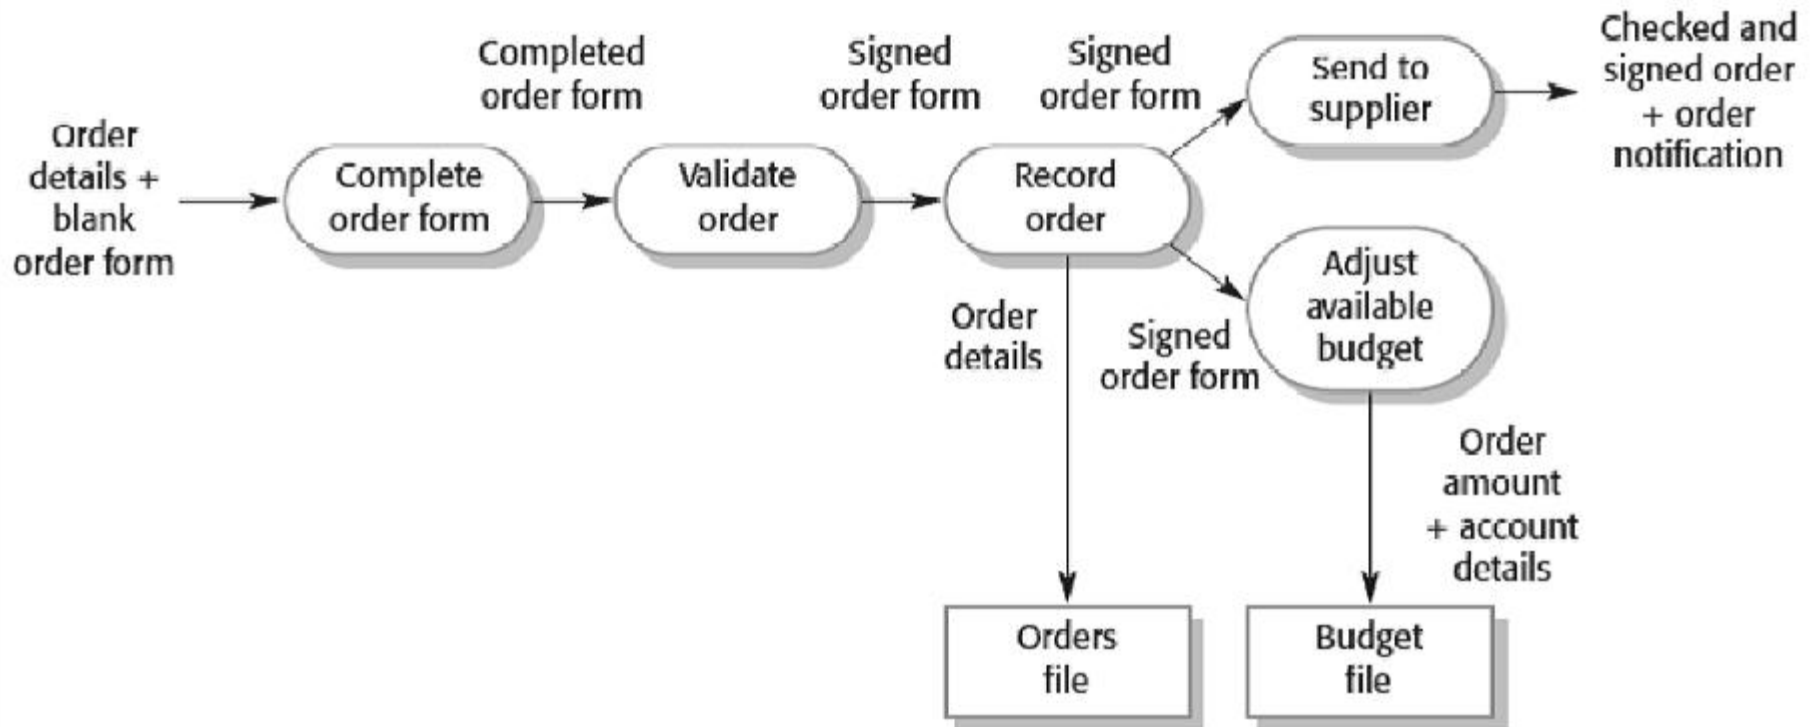 Order
details +
blank
order form
Complete
order form
Completed
order form
Validate
order
Signed
order form
Record
order
Signed
order form
Send to
supplier
Checked and
signed order
+ order
notification
Signed
order form
Adjust
available
budget
Order
details
Order
amount
+ account
details
Orders
file
Budget
file